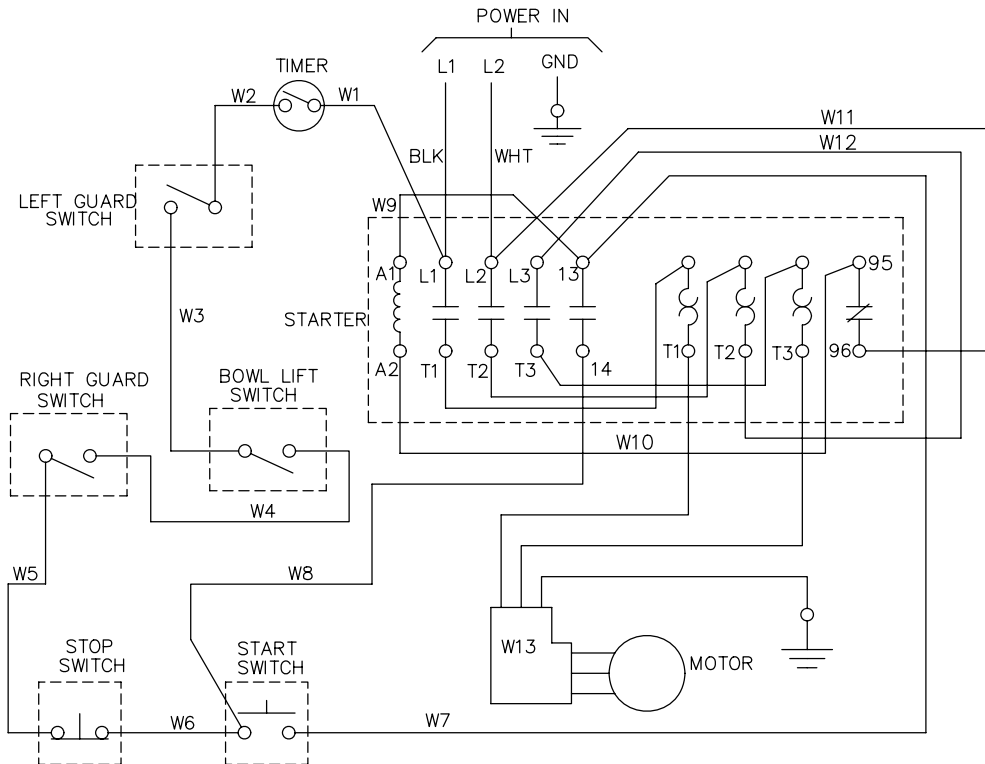 POWER IN
L1 L2 GND
TIMER
W2 W1
W11
W12
BLK WHT
LEFT GUARD
SWITCH
W9
A1 L1 L2 L3 13 95
W3
STARTER
A2 T1 T2 T3 14 T1 T2 T3 96
RIGHT GUARD
SWITCH
BOWL LIFT
SWITCH
W10
W4
W5 W8
STOP
SWITCH
START
SWITCH
W13
MOTOR
W6 W7